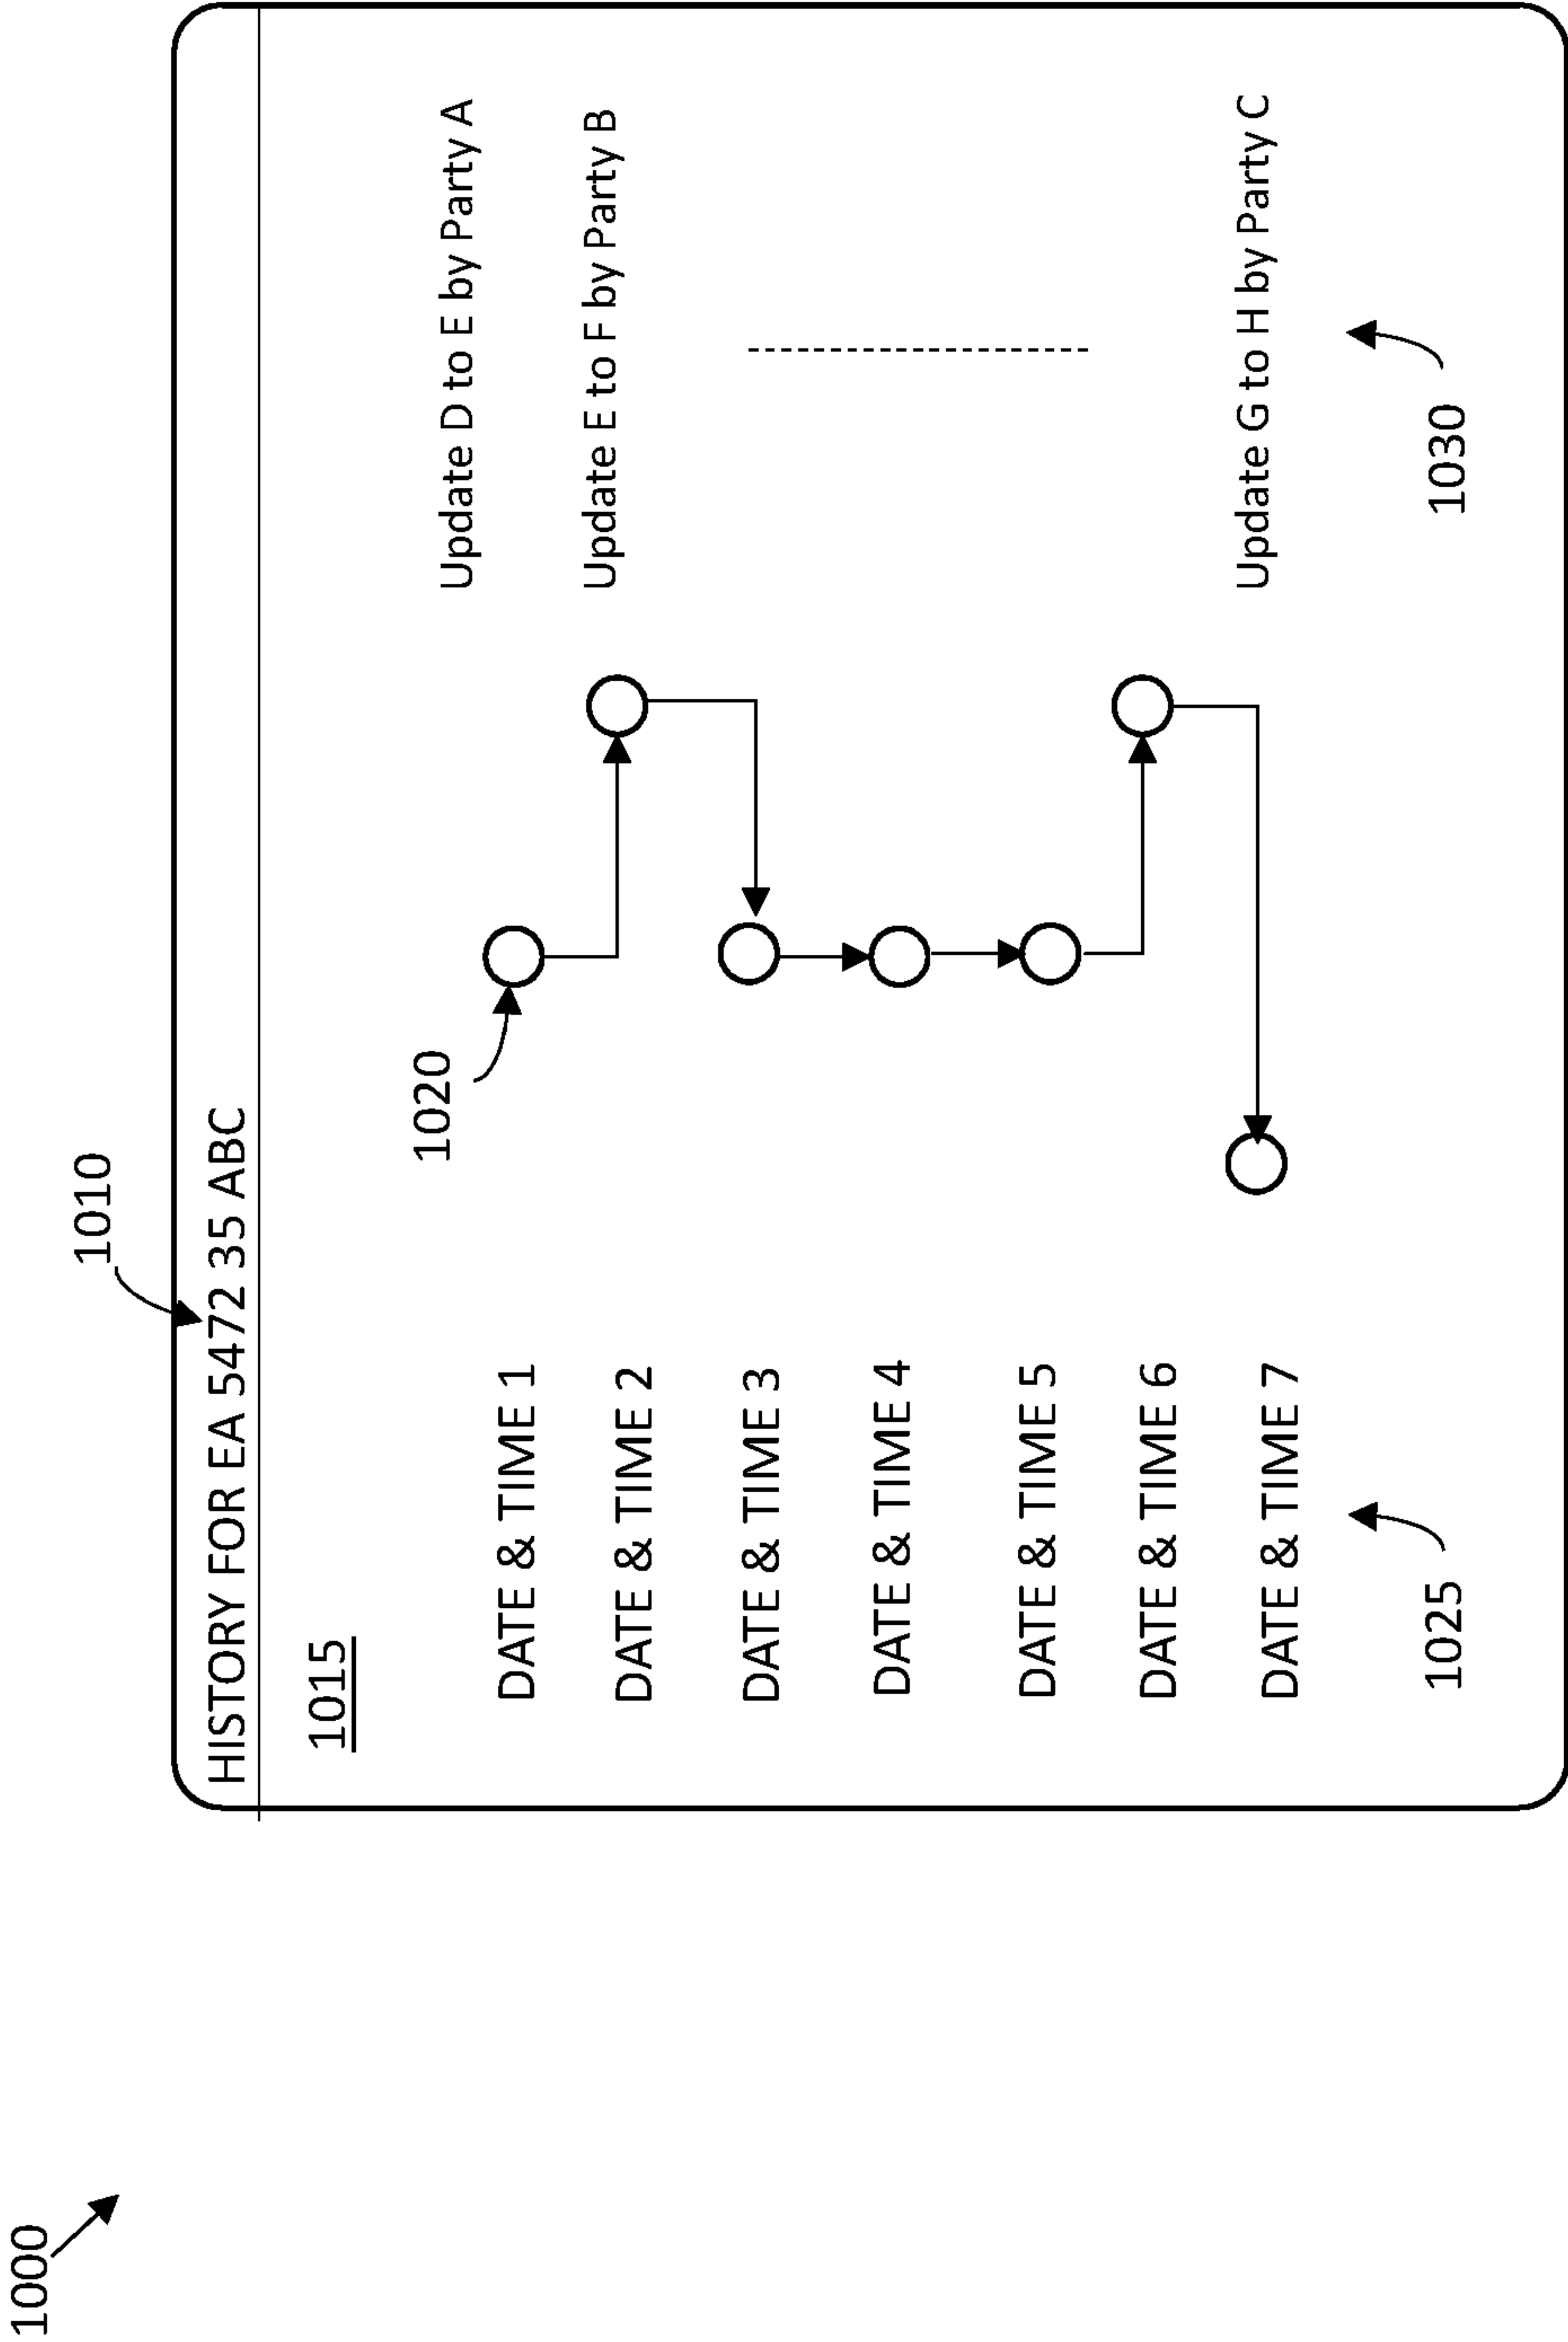 1000
1010
HISTORY FOR EA 5472 35 ABC
1015
1020
Update D to E by Party A
DATE & TIME 1
Update E to F by Party B
DATE & TIME 2
DATE & TIME 3
DATE & TIME 4
DATE & TIME 5
DATE & TIME 6
Update G to H by Party C
DATE & TIME 7
1025
1030